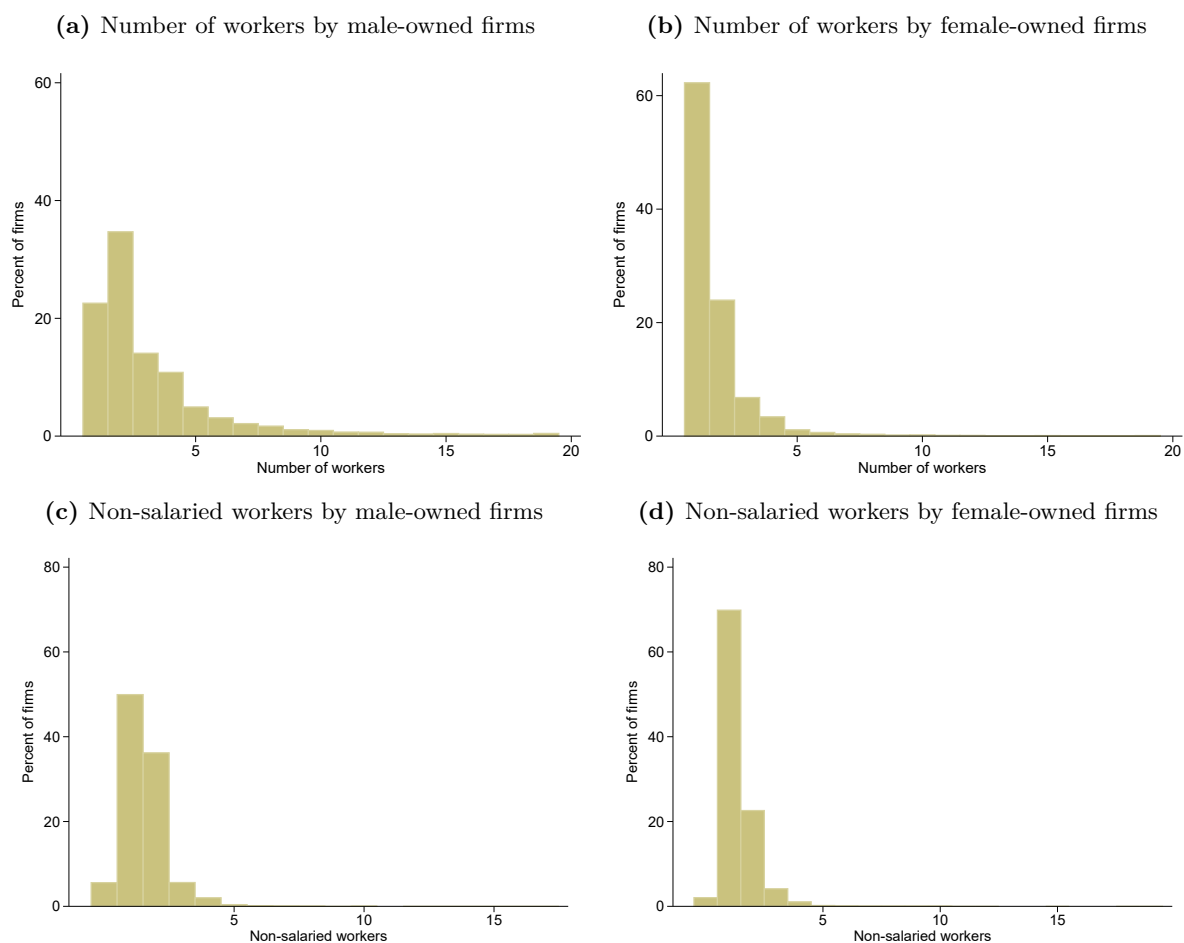 (a) Number of workers by male-owned firms
60
40
20
0
Percent of firms
5 10 15 20
Number of workers
(b) Number of workers by female-owned firms
60
40
20
0
Percent of firms
5 10 15 20
Number of workers
(c) Non-salaried workers by male-owned firms
80
60
40
20
0
Percent of firms
5 10 15
Non-salaried workers
(d) Non-salaried workers by female-owned firms
80
60
40
20
0
Percent of firms
5 10 15
Non-salaried workers